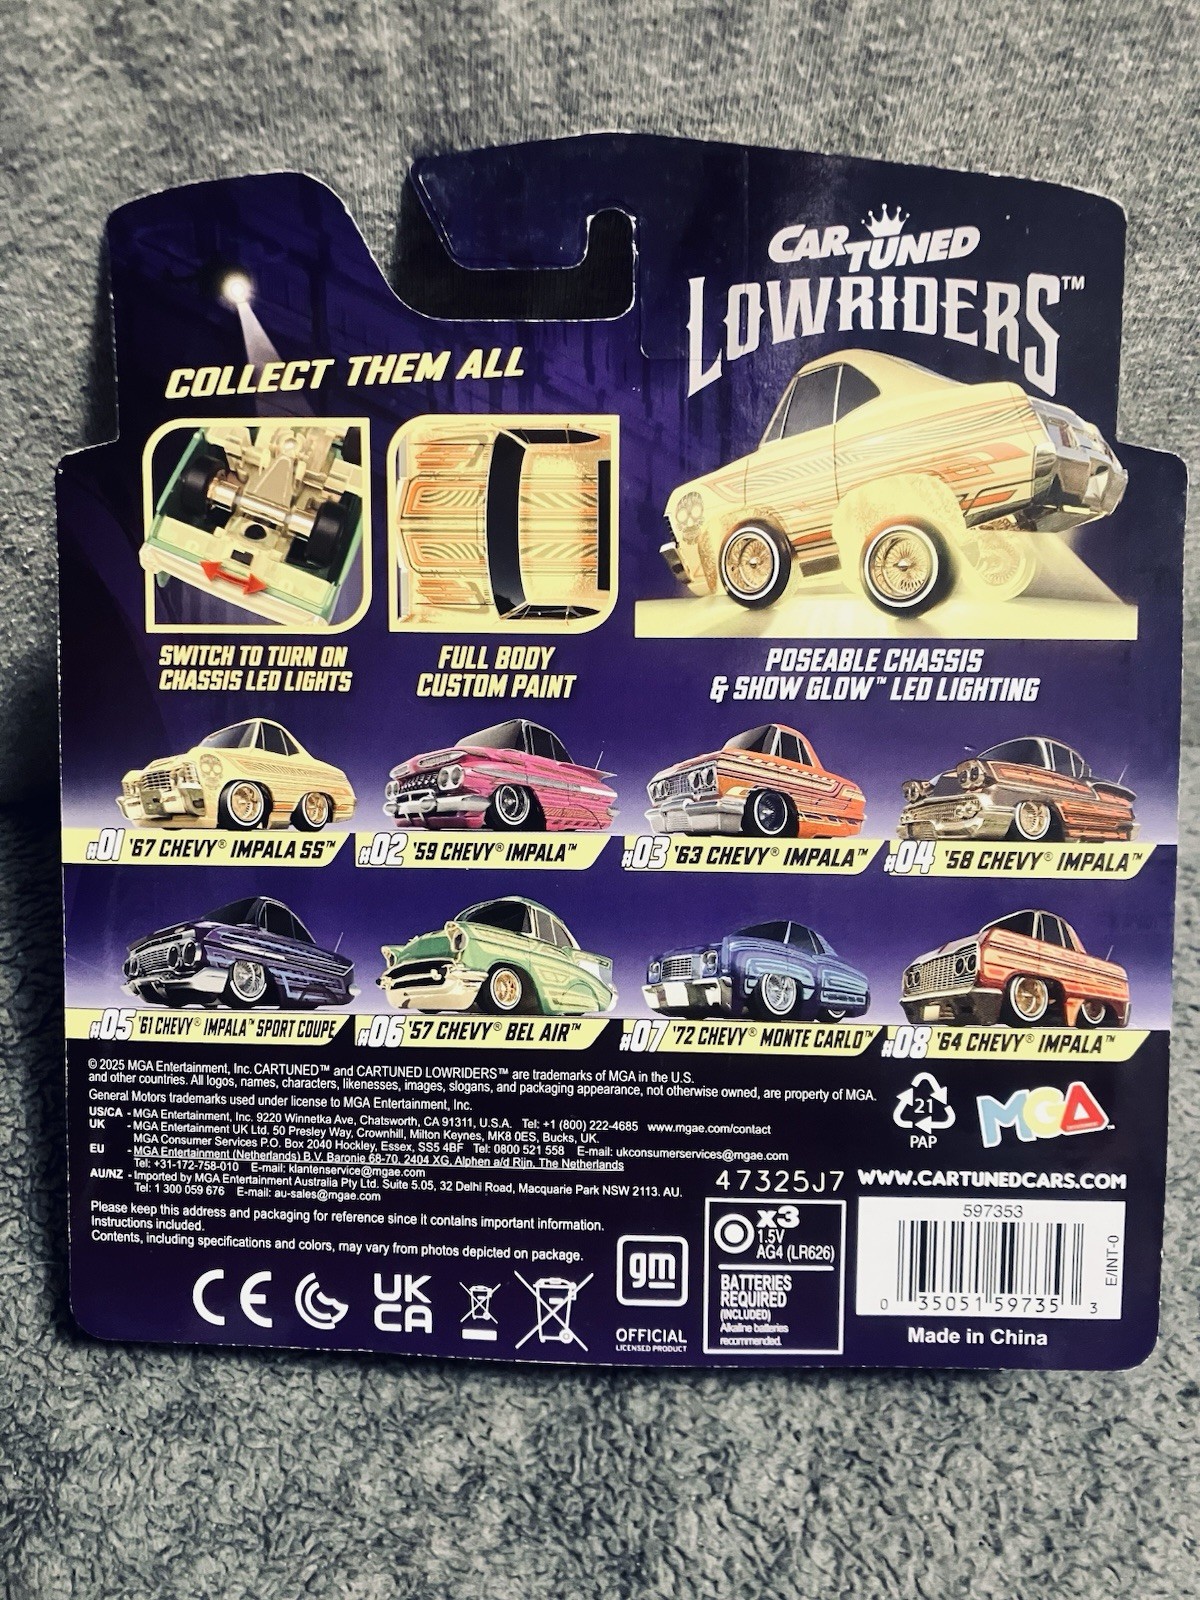 CARTUNED
LOWRIDERS™
COLLECT THEM ALL
SWITCH TO TURN ON
CHASSIS LED LIGHTS
FULL BODY
CUSTOM PAINT
POSEABLE CHASSIS
& SHOW GLOW™ LED LIGHTING
#01 '67 CHEVY® IMPALA SS™
#02 '59 CHEVY® IMPALA™
#03 '63 CHEVY® IMPALA™
#04 '58 CHEVY® IMPALA™
#05 '61 CHEVY® IMPALA™ SPORT COUPE
#06 '57 CHEVY® BEL AIR™
#07 '72 CHEVY® MONTE CARLO™
#08 '64 CHEVY® IMPALA™
© 2025 MGA Entertainment, Inc. CARTUNED™ and CARTUNED LOWRIDERS™ are trademarks of MGA in the U.S.
and other countries. All logos, names, characters, likenesses, images, slogans, and packaging appearance, not otherwise owned, are property of MGA.
General Motors trademarks used under license to MGA Entertainment, Inc.
US/CA - MGA Entertainment, Inc. 9220 Winnetka Ave, Chatsworth, CA 91311, U.S.A. Tel: +1 (800) 222-4685 www.mgae.com/contact
UK - MGA Entertainment UK Ltd. 50 Presley Way, Crownhill, Milton Keynes, MK8 0ES, Bucks, UK.
MGA Consumer Services P.O. Box 2040 Hockley, Essex, SS5 4BF Tel: 0800 521 558 E-mail: ukconsumerservices@mgae.com
EU - MGA Entertainment (Netherlands) B.V. Baronie 68-70, 2404 XG, Alphen a/d Rijn, The Netherlands
Tel: +31-172-758-010 E-mail: klantenservice@mgae.com
AU/NZ - Imported by MGA Entertainment Australia Pty Ltd. Suite 5.05, 32 Delhi Road, Macquarie Park NSW 2113. AU.
Tel: 1 300 059 676 E-mail: au-sales@mgae.com
Please keep this address and packaging for reference since it contains important information.
Instructions included.
Contents, including specifications and colors, may vary from photos depicted on package.
21
PAP
MGA™
47325J7
WWW.CARTUNEDCARS.COM
CE
UK
CA
gm
OFFICIAL
LICENSED PRODUCT
x3
1.5V
AG4 (LR626)
BATTERIES
REQUIRED
(INCLUDED)
Alkaline batteries
recommended.
597353
0 35051 59735 3
E/INT-0
Made in China